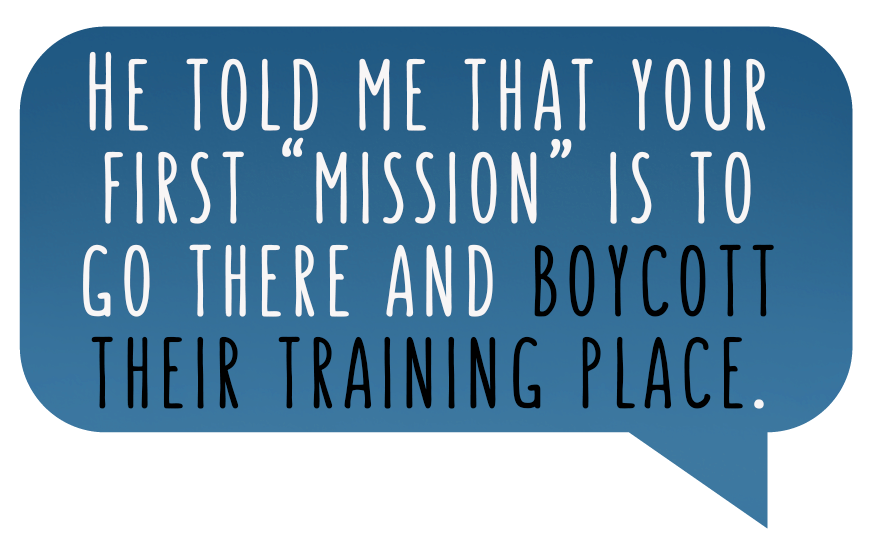 HE TOLD ME THAT YOUR
FIRST “MISSION” IS TO
GO THERE AND BOYCOTT
THEIR TRAINING PLACE.